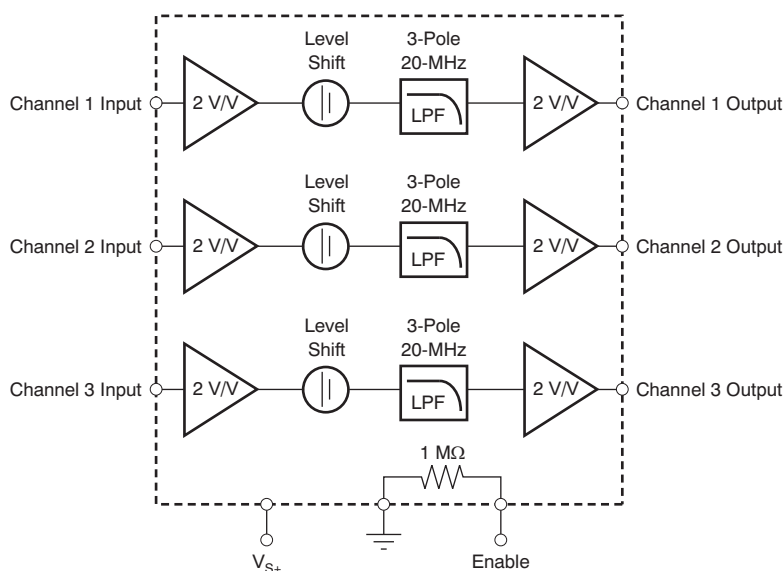 Level
Shift
3-Pole
20-MHz
Channel 1 Input
2 V/V
LPF
2 V/V
Channel 1 Output
Level
Shift
3-Pole
20-MHz
Channel 2 Input
2 V/V
LPF
2 V/V
Channel 2 Output
Level
Shift
3-Pole
20-MHz
Channel 3 Input
2 V/V
LPF
2 V/V
Channel 3 Output
1 MΩ
VS+
Enable